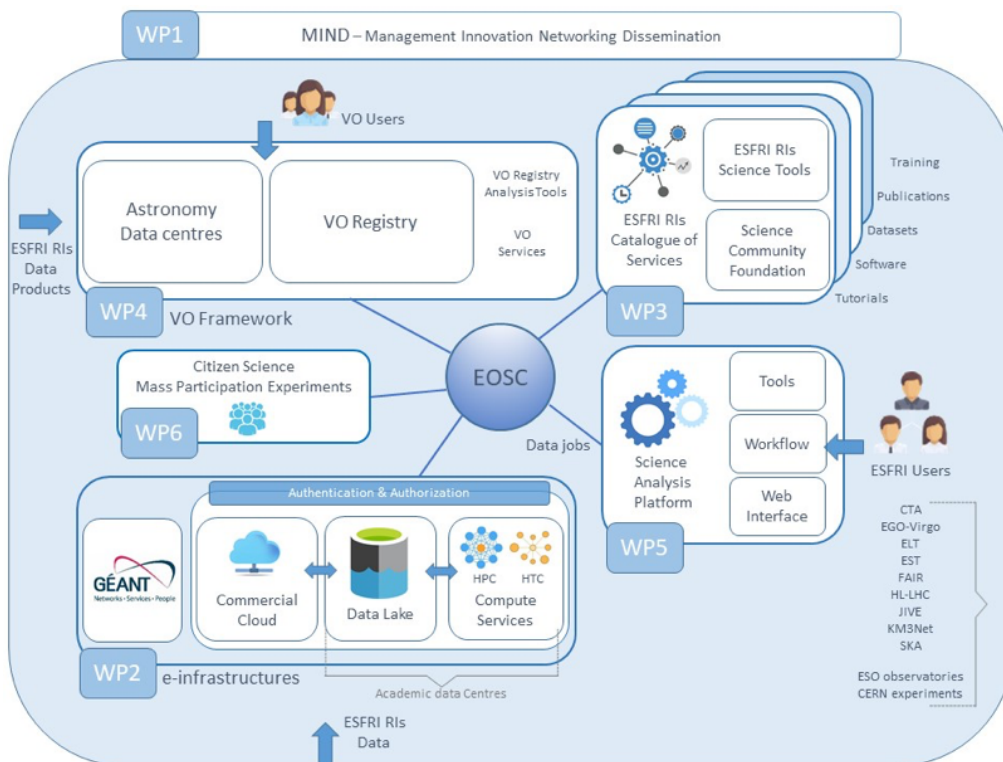 WP1
MIND – Management Innovation Networking Dissemination
VO Users
Astronomy
Data centres
VO Registry
VO Registry
Analysis Tools
VO
Services
ESFRI RIs
Data
Products
WP4
VO Framework
ESFRI RIs
Catalogue of
Services
ESFRI RIs
Science Tools
Science
Community
Foundation
WP3
Training
Publications
Datasets
Software
Tutorials
EOSC
Citizen Science
Mass Participation Experiments
WP6
Data jobs
Science
Analysis
Platform
Tools
Workflow
Web
Interface
WP5
ESFRI Users
CTA
EGO-Virgo
ELT
EST
FAIR
HL-LHC
JIVE
KM3Net
SKA
ESO observatories
CERN experiments
Authentication & Authorization
GÉANT
Networks • Services • People
Commercial
Cloud
Data Lake
HPC
HTC
Compute
Services
WP2
e-infrastructures
Academic data Centres
ESFRI RIs
Data